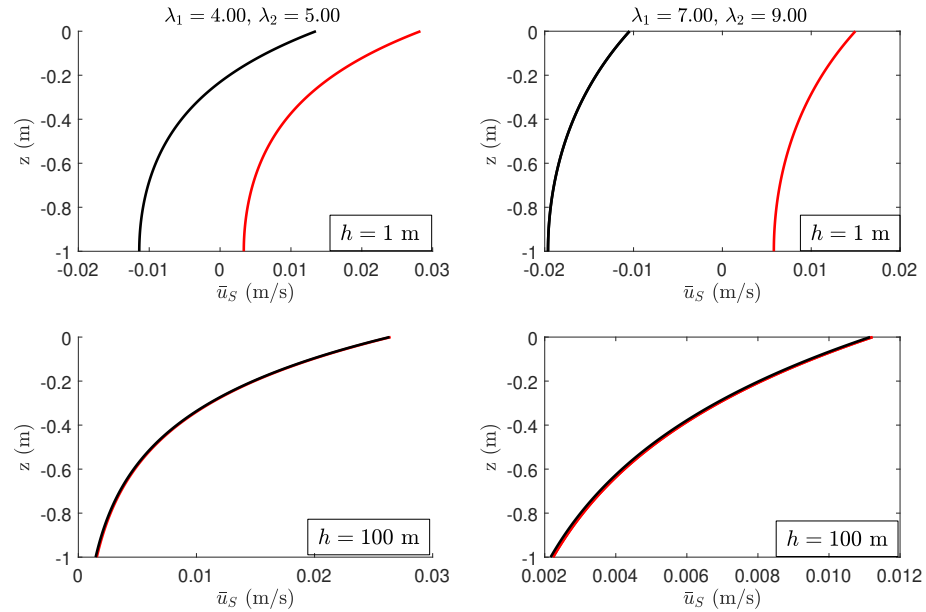 λ₁ = 4.00, λ₂ = 5.00
0
-0.2
-0.4
-0.6
-0.8
-1
z (m)
h = 1 m
-0.02 -0.01 0 0.01 0.02 0.03
ū_S (m/s)
λ₁ = 7.00, λ₂ = 9.00
0
-0.2
-0.4
-0.6
-0.8
-1
z (m)
h = 1 m
-0.02 -0.01 0 0.01 0.02
ū_S (m/s)
0
-0.2
-0.4
-0.6
-0.8
-1
z (m)
h = 100 m
0 0.01 0.02 0.03
ū_S (m/s)
0
-0.2
-0.4
-0.6
-0.8
-1
z (m)
h = 100 m
0.002 0.004 0.006 0.008 0.010 0.012
ū_S (m/s)